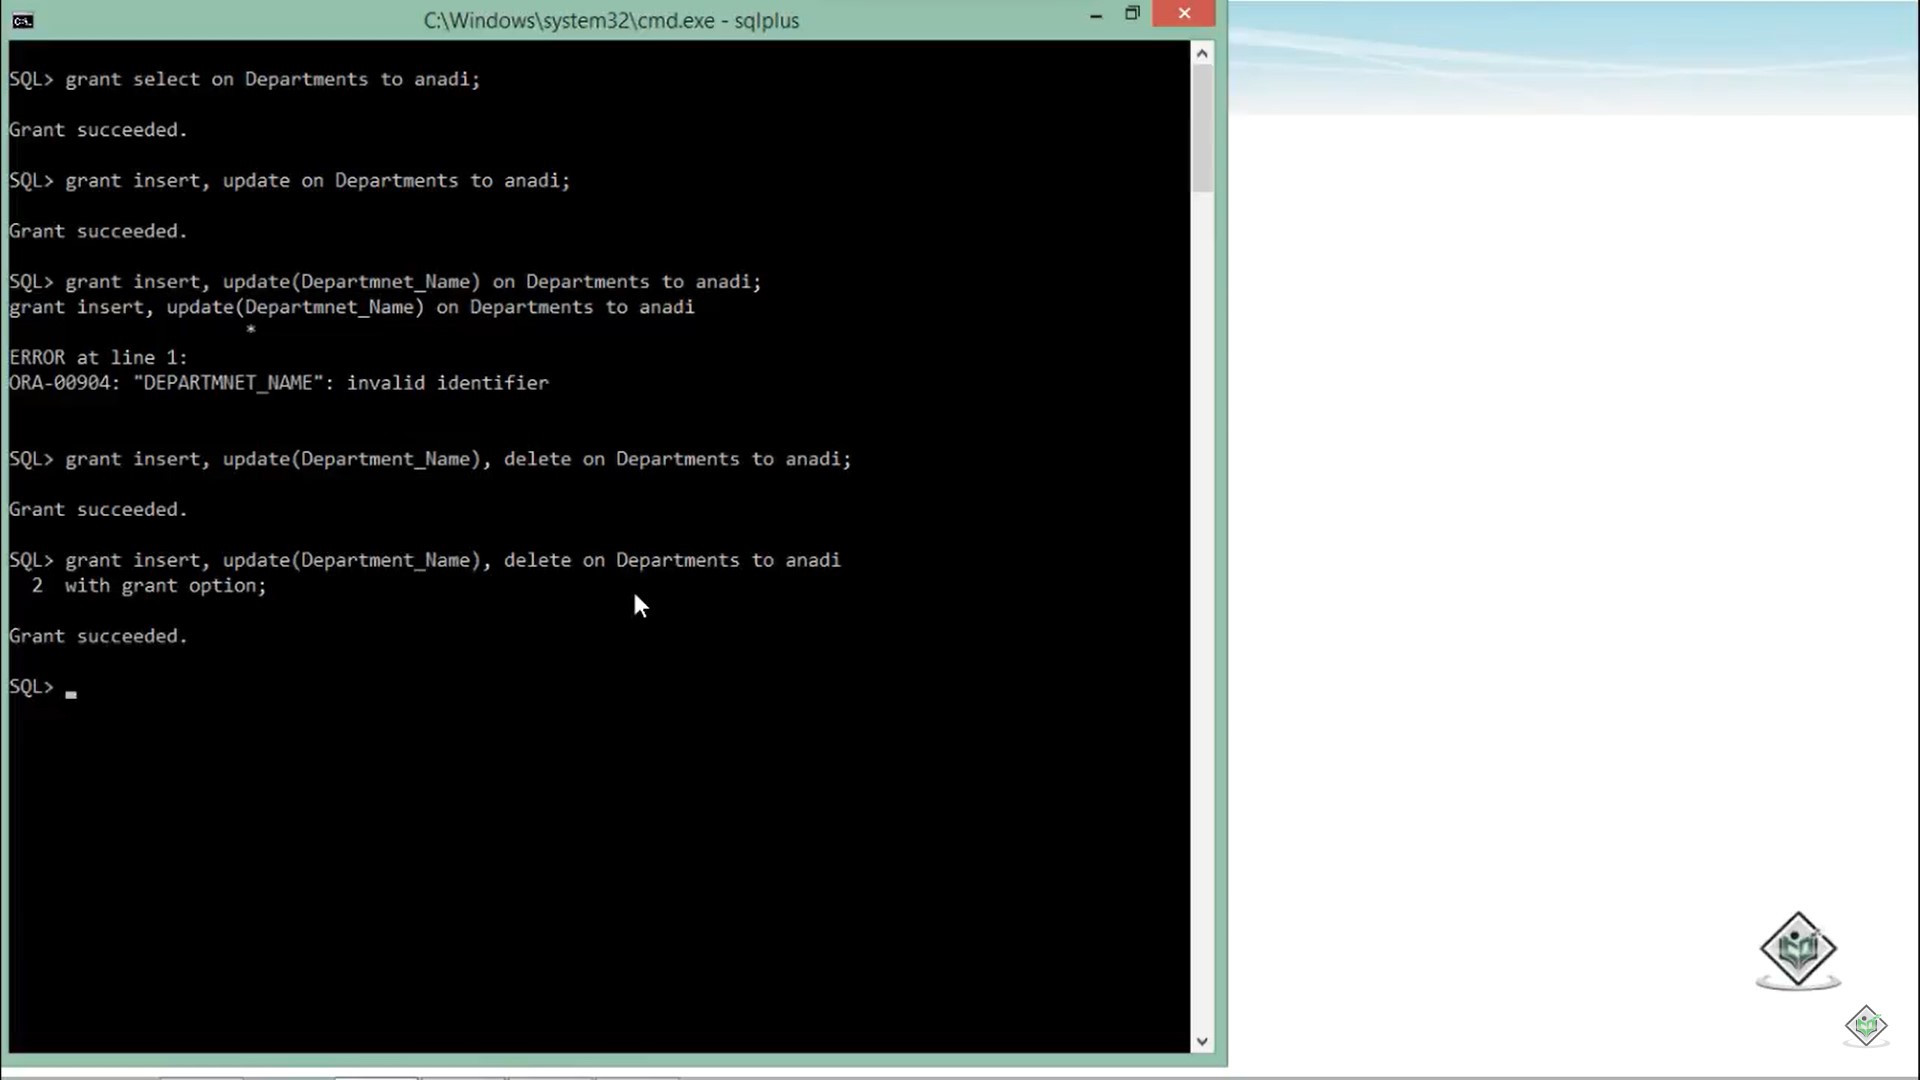 C:\Windows\system32\cmd.exe - sqlplus
SQL> grant select on Departments to anadi;
Grant succeeded.
SQL> grant insert, update on Departments to anadi;
Grant succeeded.
SQL> grant insert, update(Departmnet_Name) on Departments to anadi;
grant insert, update(Departmnet_Name) on Departments to anadi
*
ERROR at line 1:
ORA-00904: "DEPARTMNET_NAME": invalid identifier
SQL> grant insert, update(Department_Name), delete on Departments to anadi;
Grant succeeded.
SQL> grant insert, update(Department_Name), delete on Departments to anadi
2 with grant option;
Grant succeeded.
SQL>